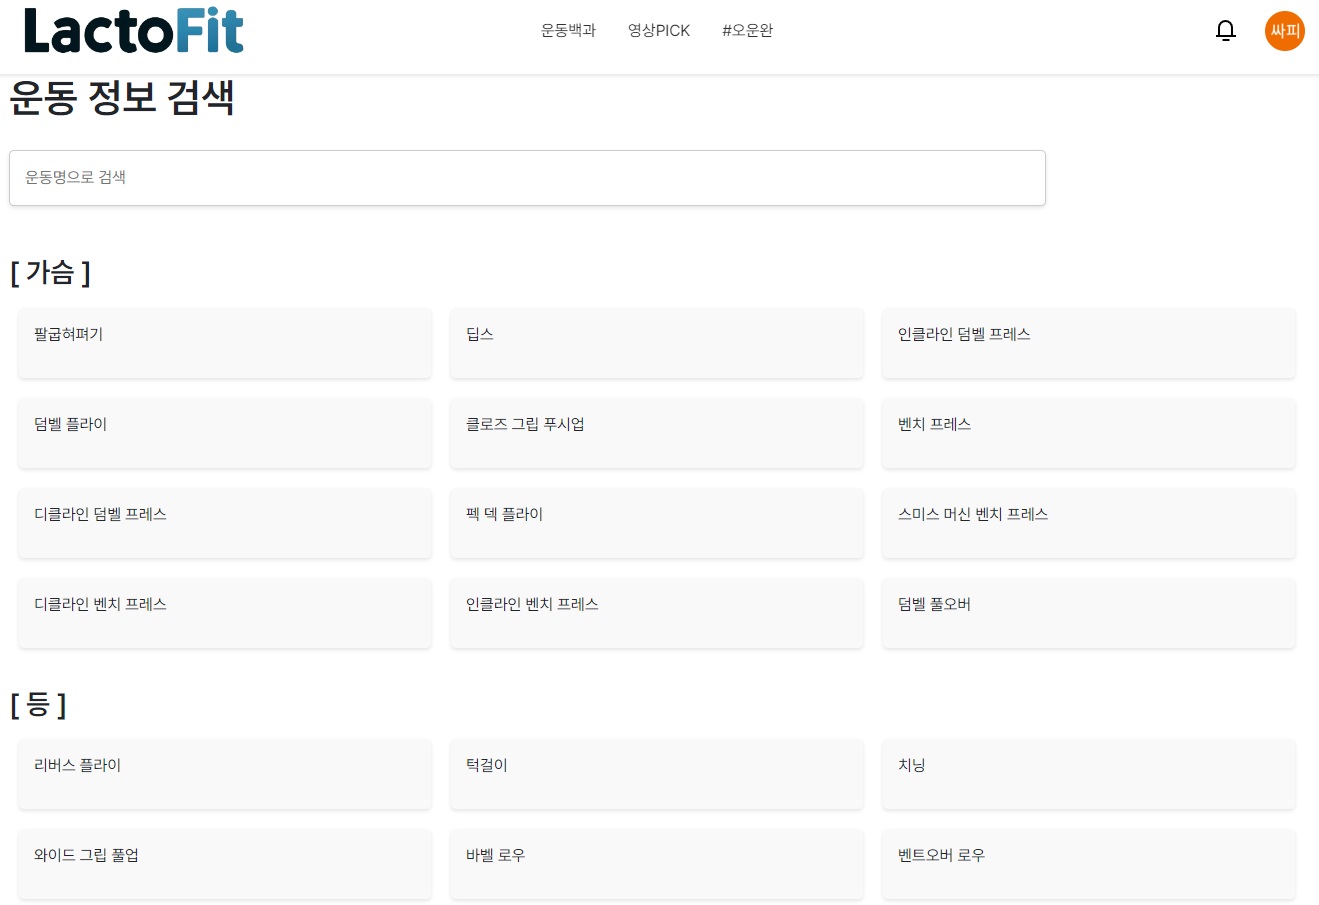 LactoFit
운동백과 영상PICK #오운완
싸피
운동 정보 검색
운동명으로 검색
[ 가슴 ]
팔굽혀펴기 딥스 인클라인 덤벨 프레스
덤벨 플라이 클로즈 그립 푸시업 벤치 프레스
디클라인 덤벨 프레스 펙 덱 플라이 스미스 머신 벤치 프레스
디클라인 벤치 프레스 인클라인 벤치 프레스 덤벨 풀오버
[ 등 ]
리버스 플라이 턱걸이 치닝
와이드 그립 풀업 바벨 로우 벤트오버 로우